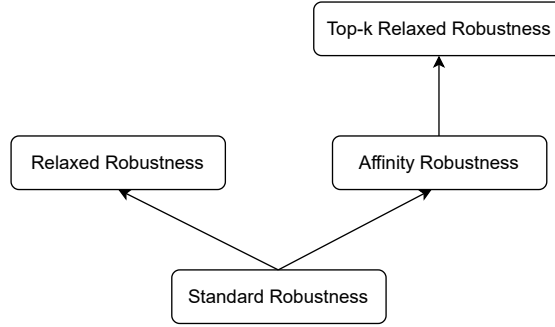 Top-k Relaxed Robustness
Relaxed Robustness
Affinity Robustness
Standard Robustness